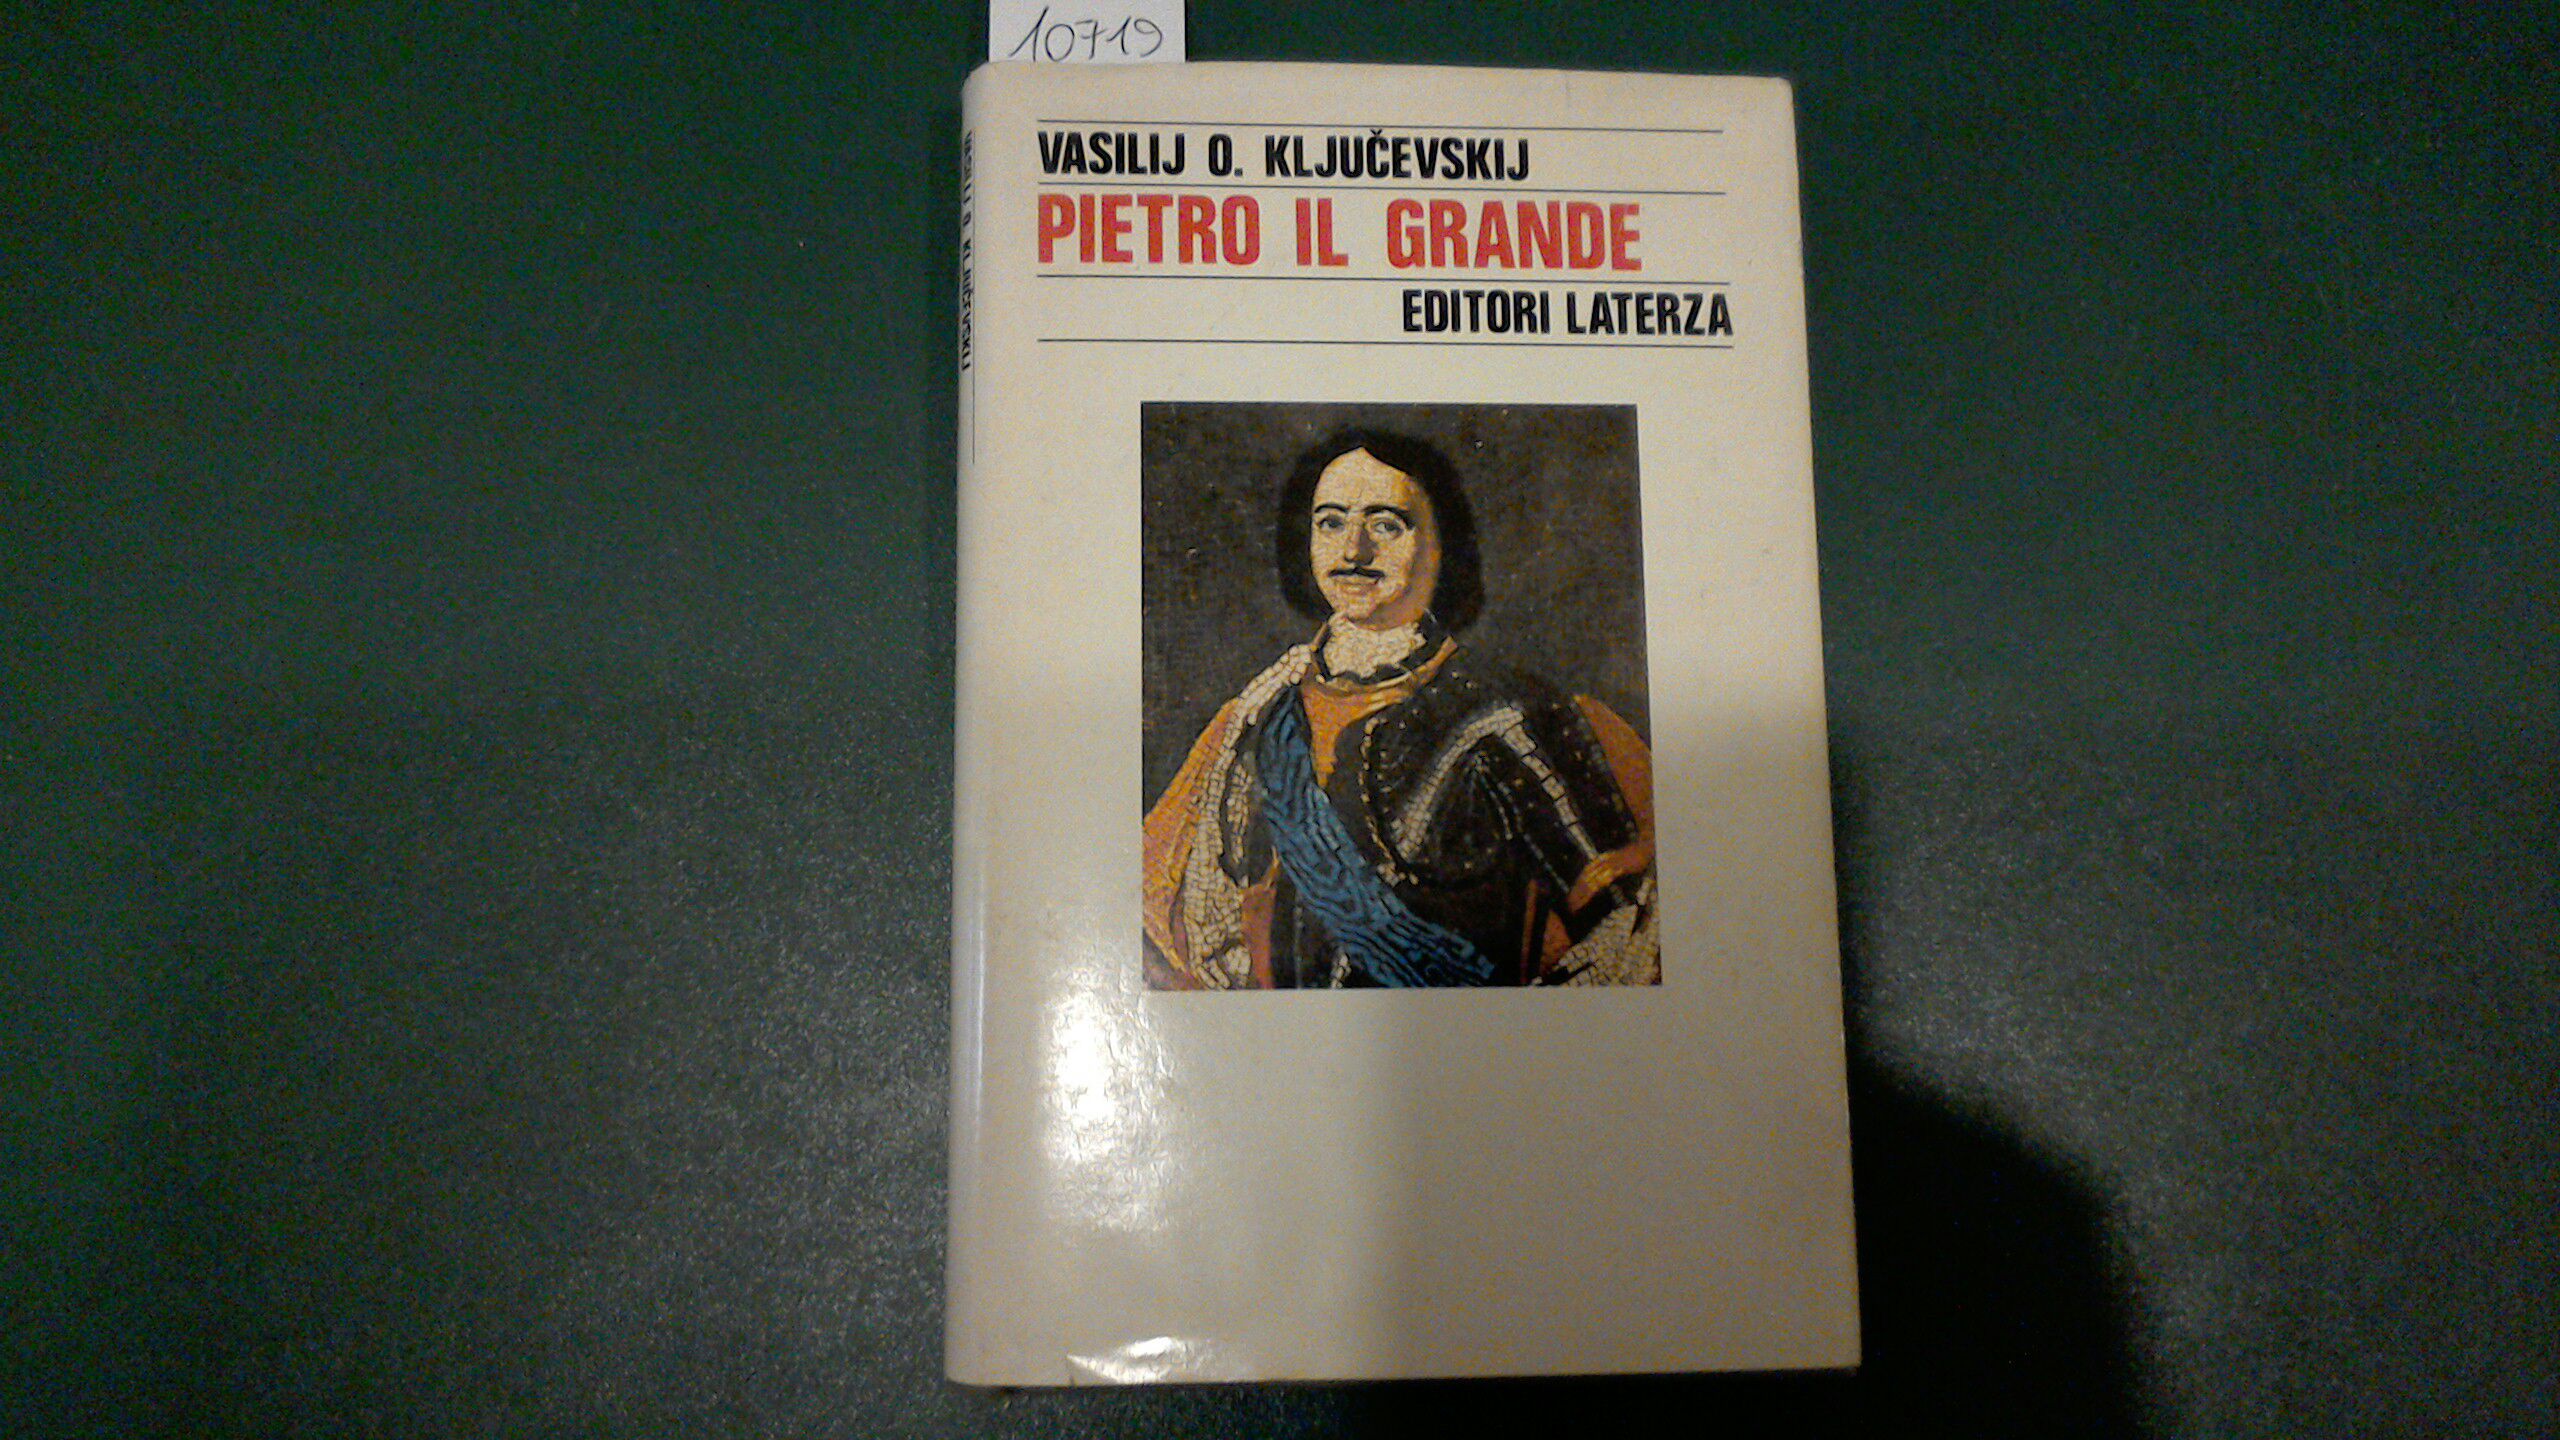 10719
VASILIJ O. KLJUČEVSKIJ
PIETRO IL GRANDE
EDITORI LATERZA
VASILIJ O. KLJUČEVSKIJ